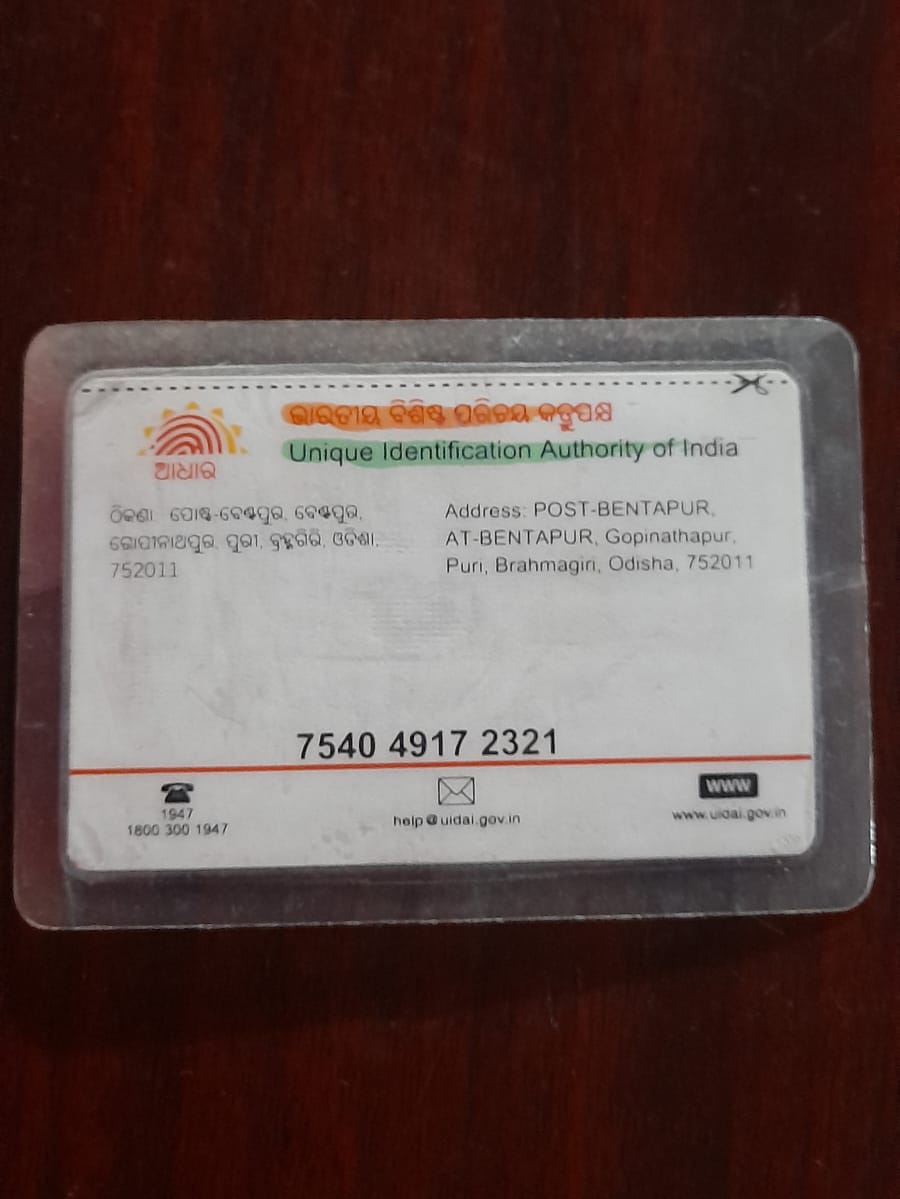 ଭାରତୀୟ ବିଶିଷ୍ଟ ପରିଚୟ କର୍ତ୍ତୃପକ୍ଷ
Unique Identification Authority of India
ଆଧାର
ଠିକଣା: ପୋଷ୍ଟ-ବେଣ୍ଟପୁର, ବେଣ୍ଟପୁର,
ଗୋପୀନାଥପୁର, ପୁରୀ, ବ୍ରହ୍ମଗିରି, ଓଡିଶା,
752011
Address: POST-BENTAPUR,
AT-BENTAPUR, Gopinathapur,
Puri, Brahmagiri, Odisha, 752011
7540 4917 2321
1947
1800 300 1947
help@uidai.gov.in
WWW
www.uidai.gov.in